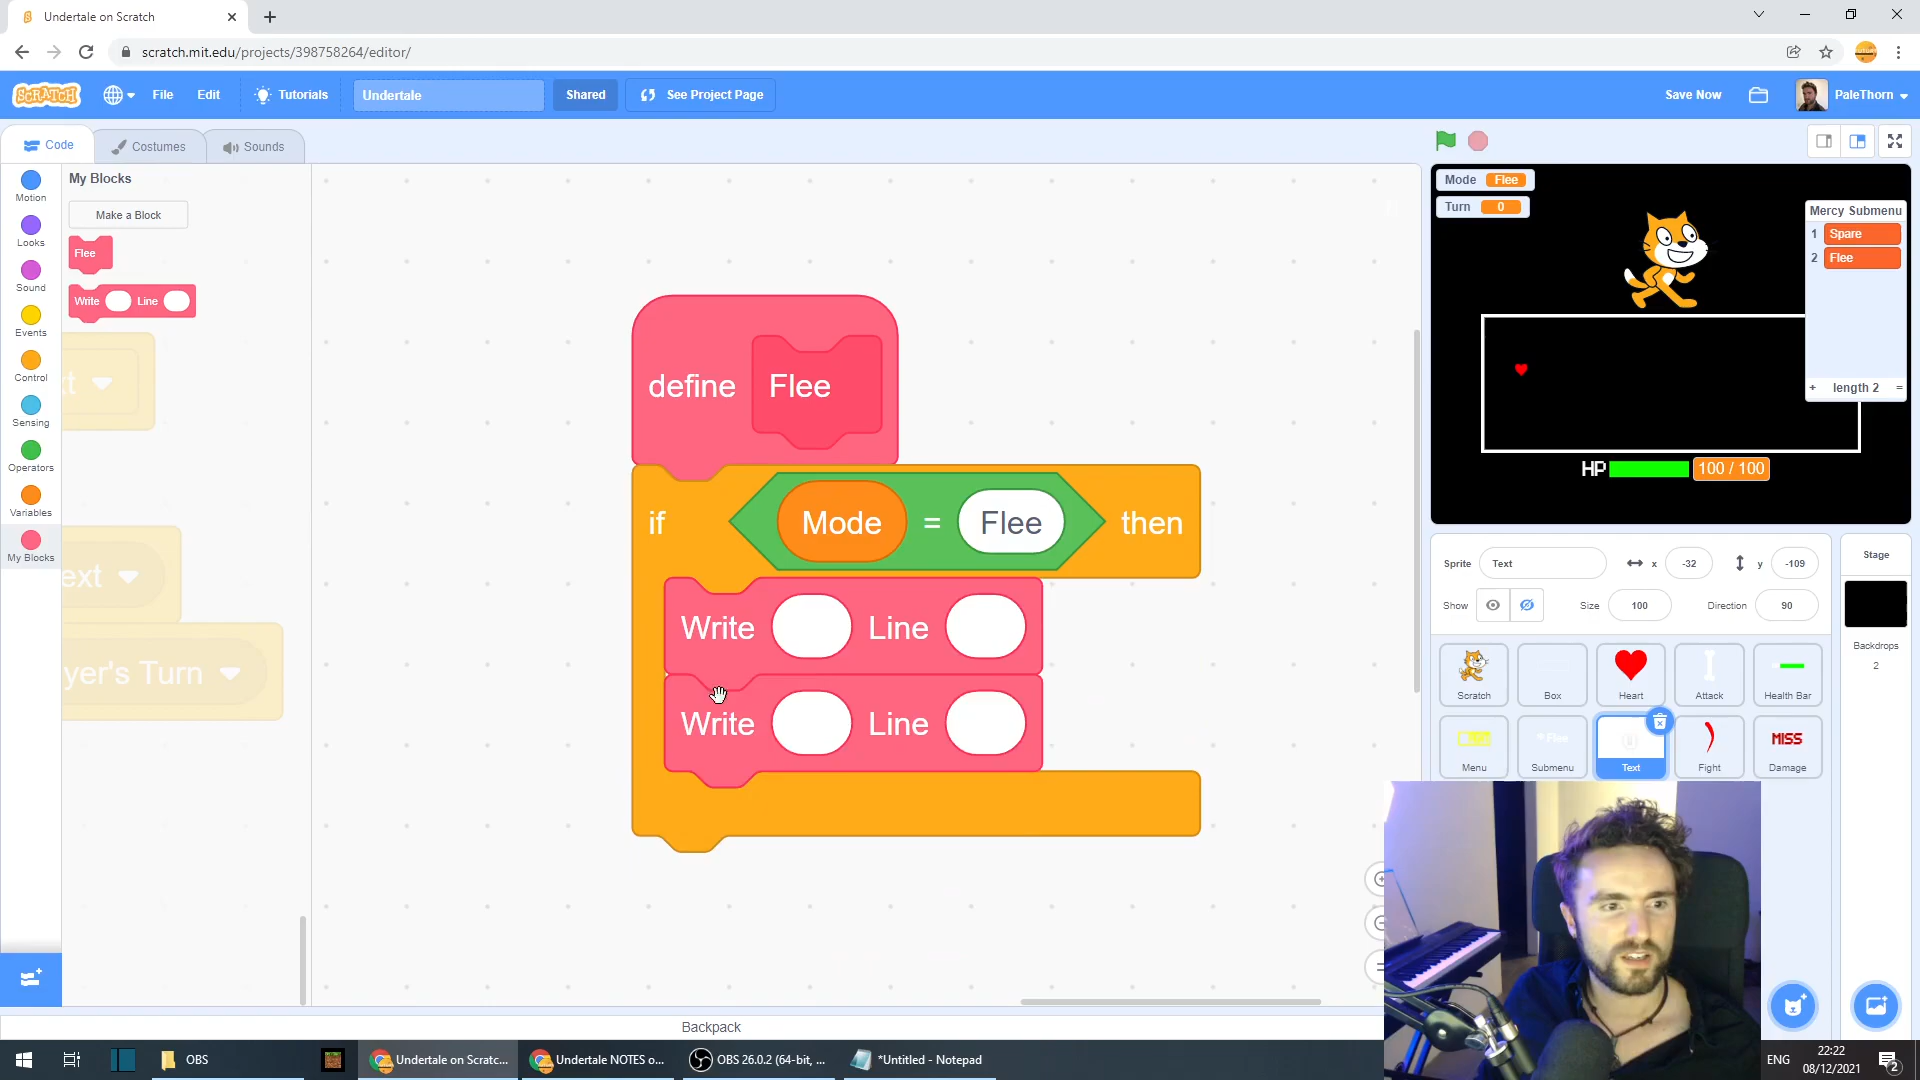 Undertale on Scratch
scratch.mit.edu/projects/398758264/editor/
SCRATCH
File
Edit
Tutorials
Undertale
Shared
See Project Page
Save Now
PaleThorn
Code
Costumes
Sounds
Motion
Looks
Sound
Events
Control
Sensing
Operators
Variables
My Blocks
My Blocks
Make a Block
Flee
Write Line
xt
ext
yer's Turn
define Flee
if Mode = Flee then
Write Line
Write Line
Mode Flee
Turn 0
Mercy Submenu
1 Spare
2 Flee
+ length 2 =
HP 100 / 100
Sprite Text
x -32
y -109
Show
Size 100
Direction 90
Stage
Backdrops
2
Scratch
Box
Heart
Attack
Health Bar
Menu
* Flee
Submenu
U
Text
Fight
MISS
Damage
Backpack
OBS
Undertale on Scratc...
Undertale NOTES o...
OBS 26.0.2 (64-bit, ...
*Untitled - Notepad
ENG
22:22
08/12/2021
2